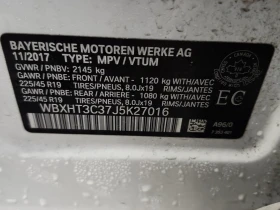 BAYERISCHE MOTOREN WERKE AG
11/2017 TYPE: MPV / VTUM
GVWR / PNBV: 2145 kg
GAWR / PNBE - FRONT / AVANT - 1120 kg WITH/AVEC
225/45 R19 TIRES/PNEUS, 8.0Jx19 RIMS/JANTES
GAWR / PNBE - REAR / ARRIERE - 1080 kg WITH/AVEC
225/45 R19 TIRES/PNEUS, 8.0Jx19 RIMS/JANTES
WBXHT3C37J5K27016
EC